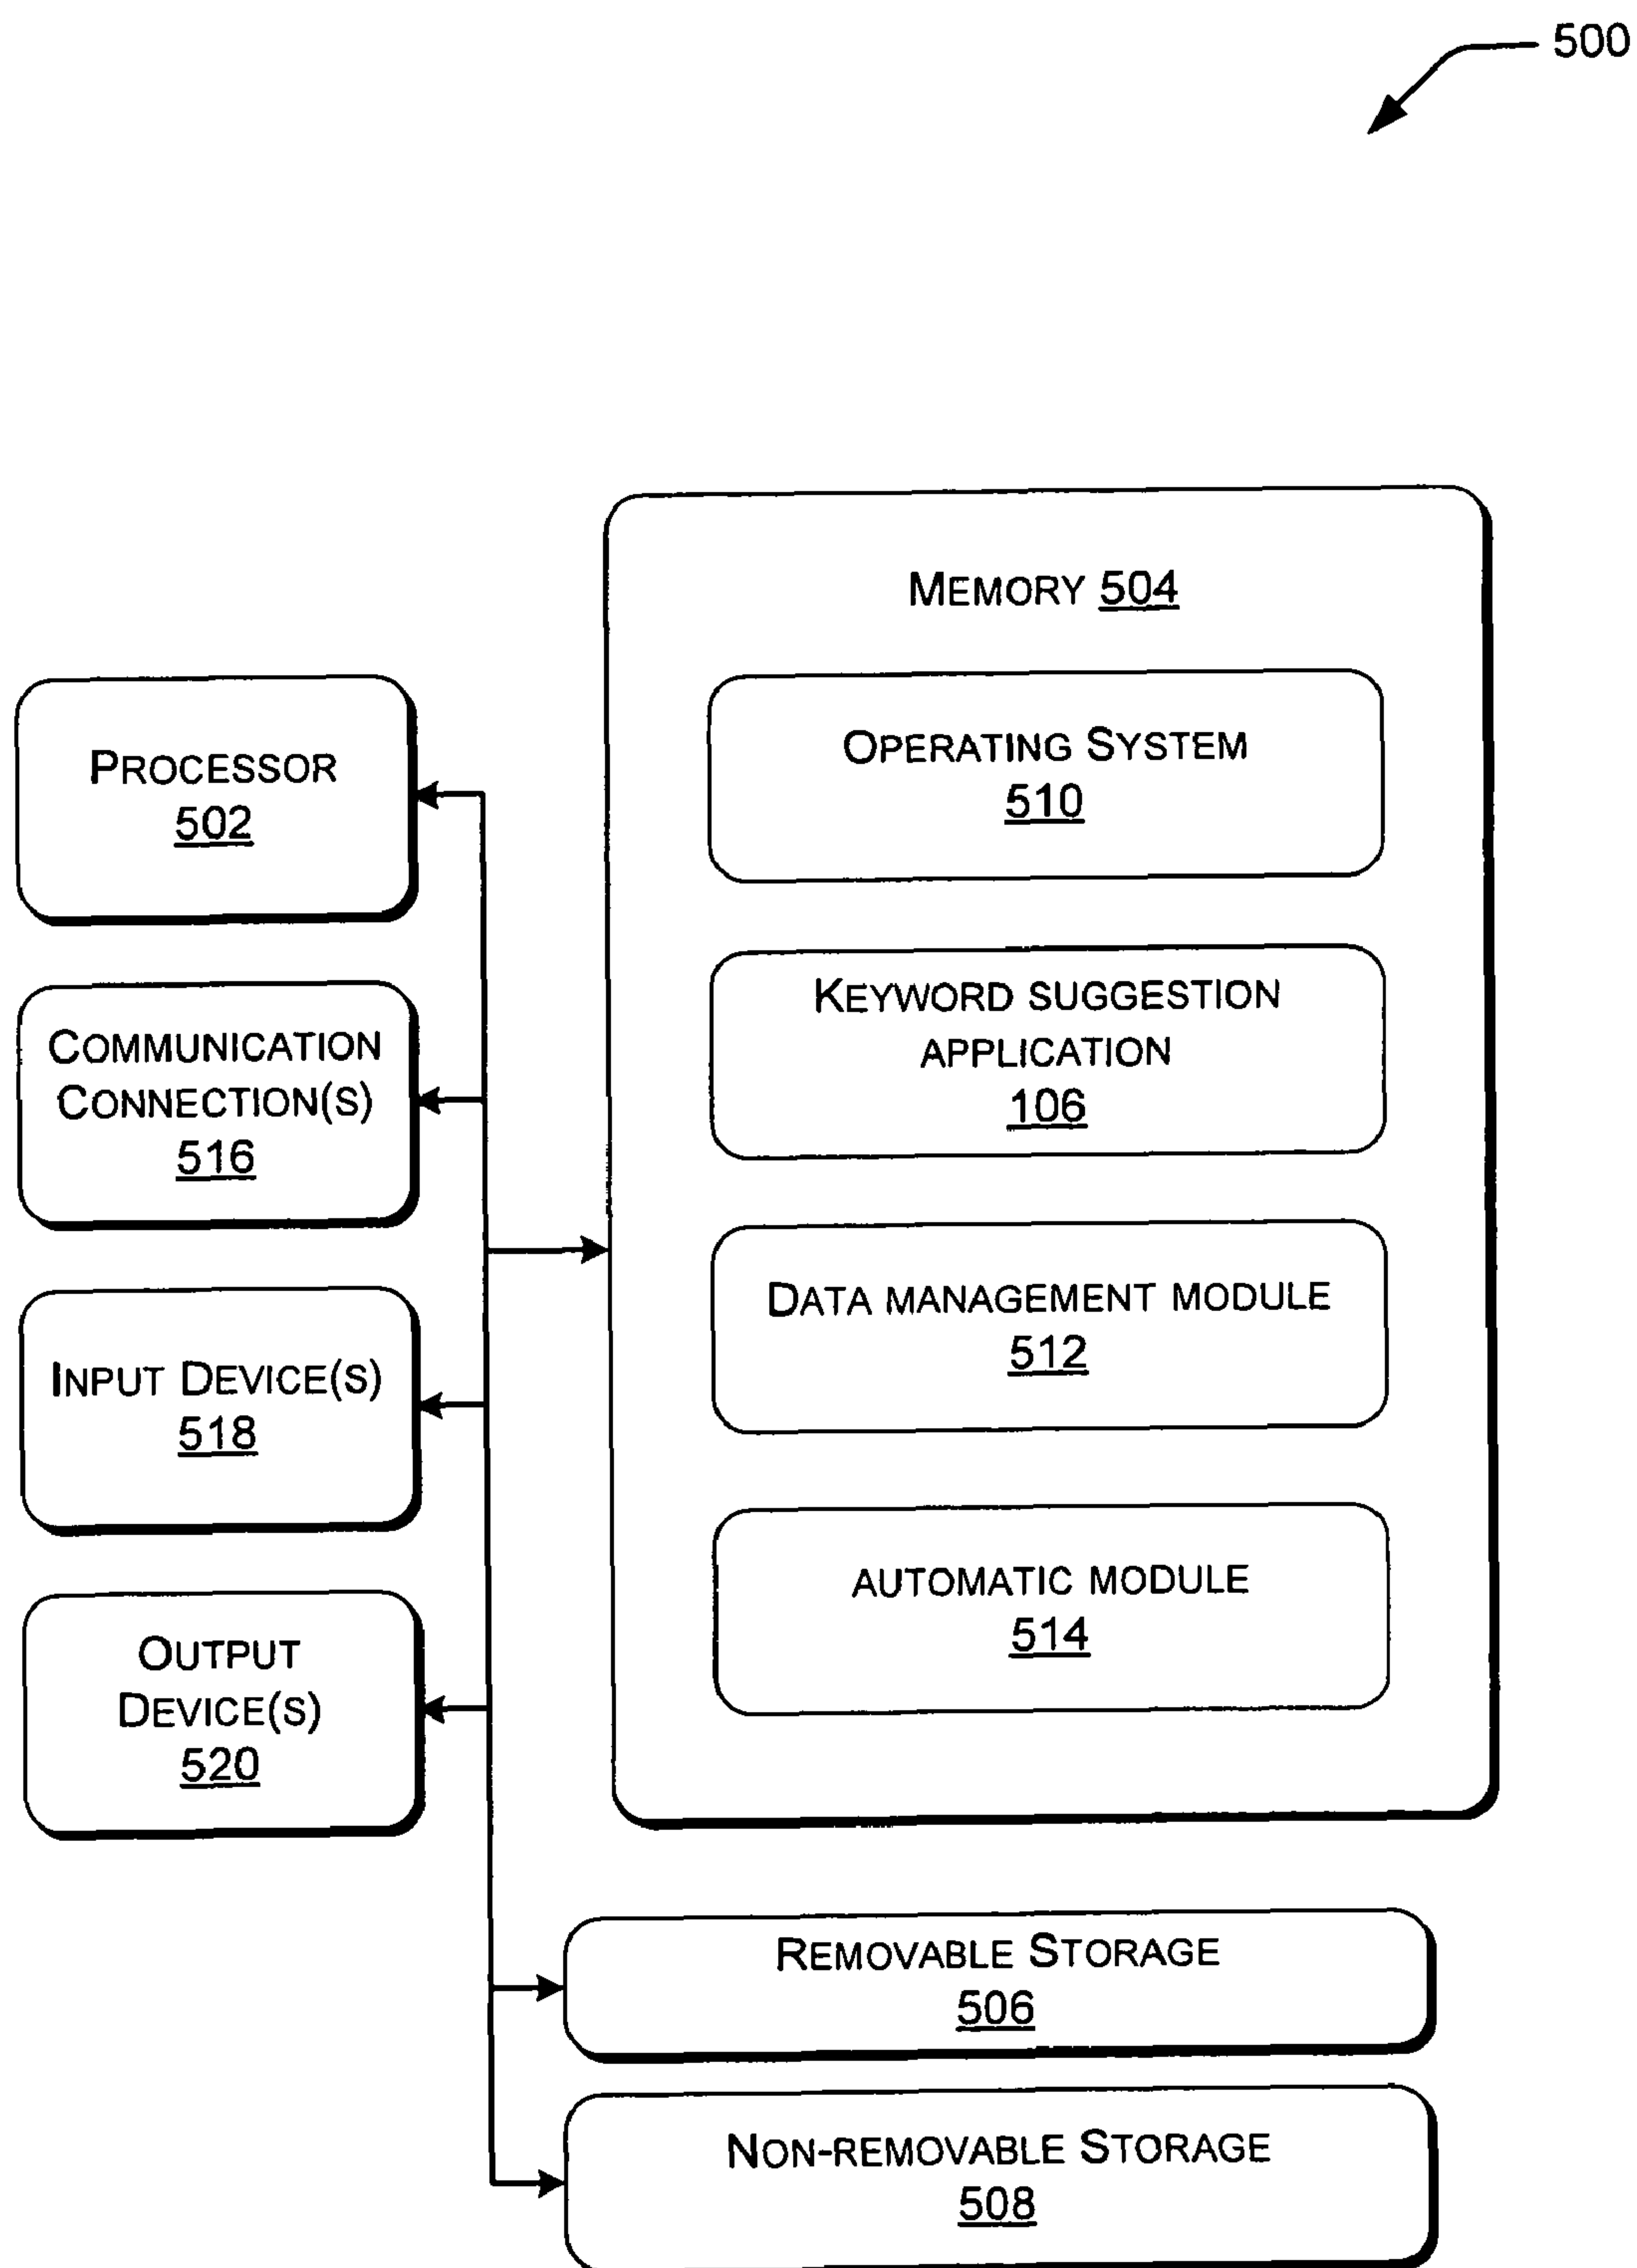 500
MEMORY 504
OPERATING SYSTEM
510
KEYWORD SUGGESTION
APPLICATION
106
DATA MANAGEMENT MODULE
512
AUTOMATIC MODULE
514
PROCESSOR
502
COMMUNICATION
CONNECTION(S)
516
INPUT DEVICE(S)
518
OUTPUT
DEVICE(S)
520
REMOVABLE STORAGE
506
NON-REMOVABLE STORAGE
508